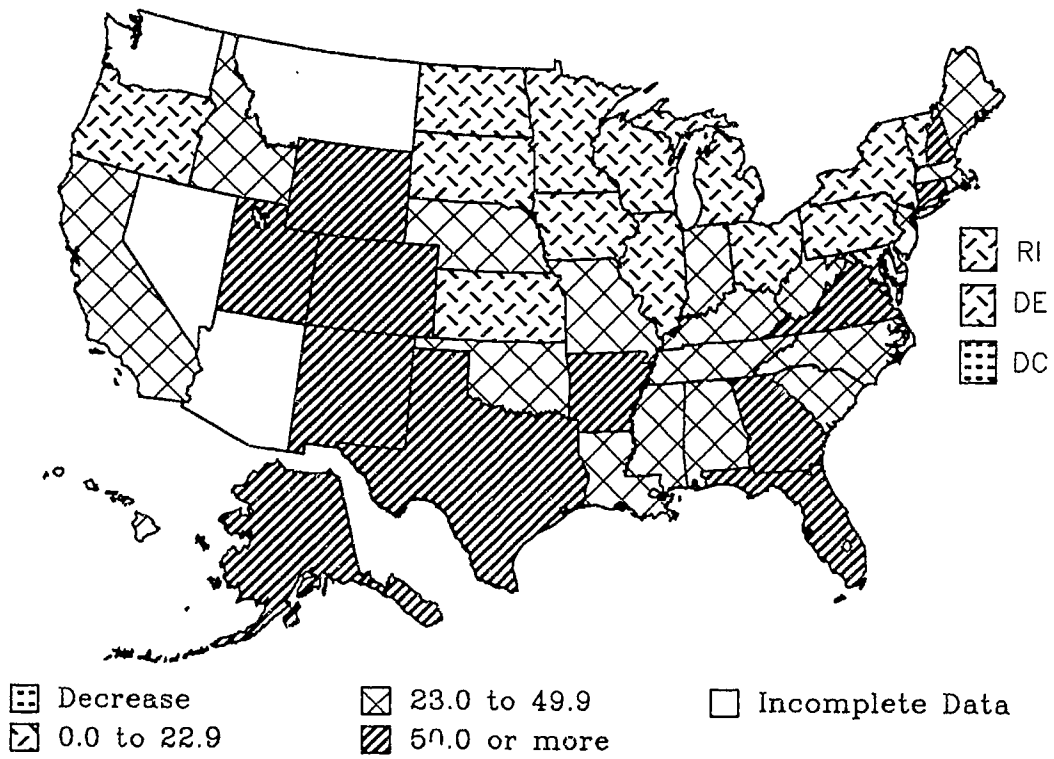 RI
DE
DC
Decrease
0.0 to 22.9
23.0 to 49.9
50.0 or more
Incomplete Data